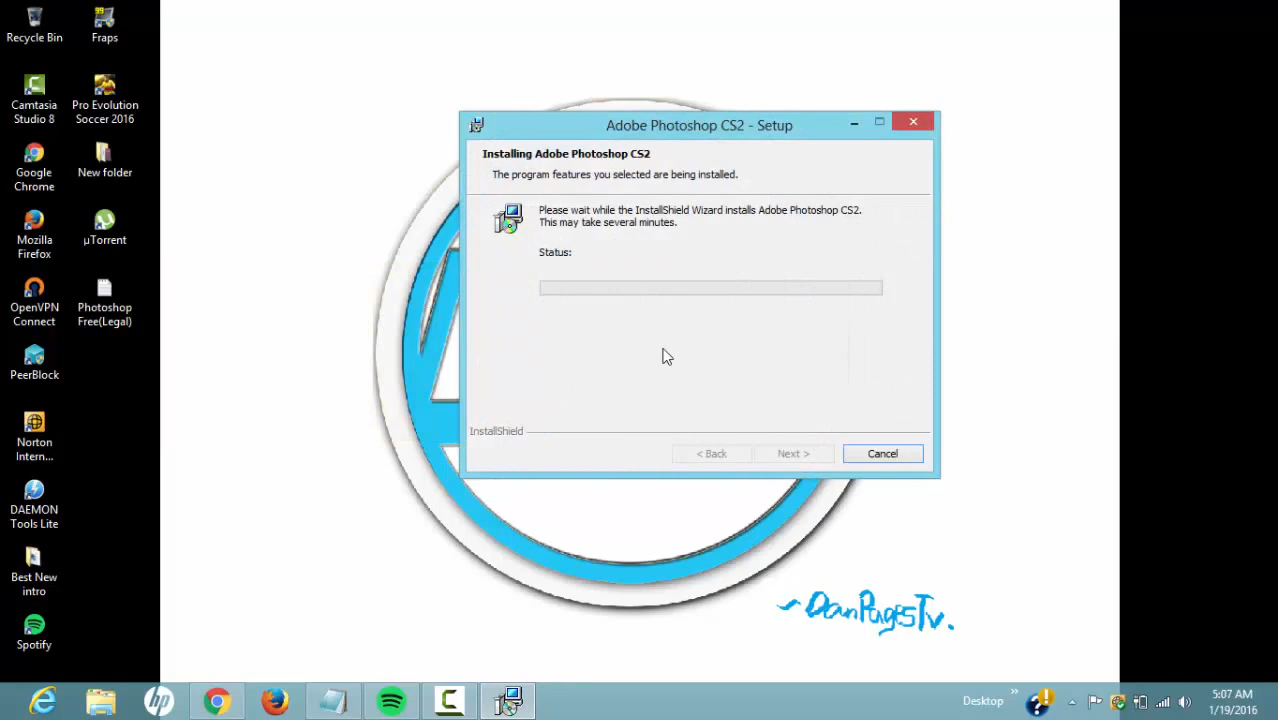 Recycle Bin
Fraps
Camtasia
Studio 8
Pro Evolution
Soccer 2016
Google
Chrome
New folder
Mozilla
Firefox
µTorrent
OpenVPN
Connect
Photoshop
Free(Legal)
PeerBlock
Norton
Intern...
DAEMON
Tools Lite
Best New
intro
Spotify
99
Adobe Photoshop CS2 - Setup
Installing Adobe Photoshop CS2
The program features you selected are being installed.
Please wait while the InstallShield Wizard installs Adobe Photoshop CS2.
This may take several minutes.
Status:
InstallShield
< Back
Next >
Cancel
~DanPagesTv.
hp
Desktop
»
5:07 AM
1/19/2016